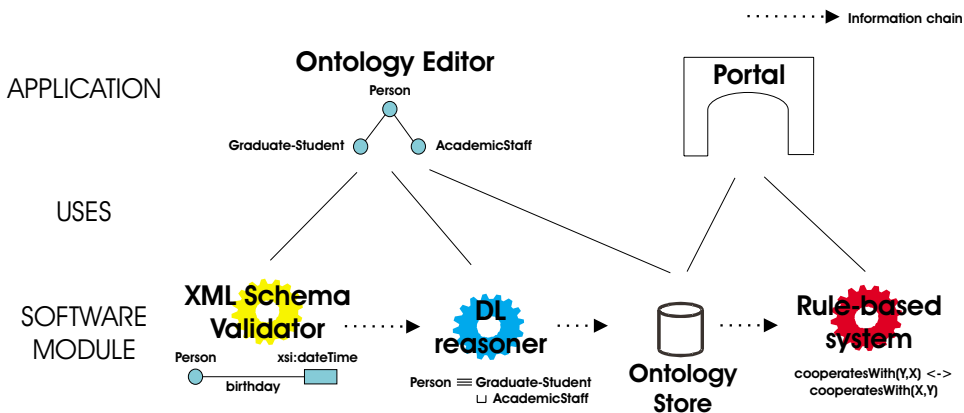 Information chain
APPLICATION
Ontology Editor
Person
Graduate-Student
AcademicStaff
Portal
USES
SOFTWARE
MODULE
XML Schema
Validator
Person
xsi:dateTime
birthday
DL
reasoner
Person ≡ Graduate-Student
⊔ AcademicStaff
Ontology
Store
Rule-based
system
cooperatesWith(Y,X) <->
cooperatesWith(X,Y)